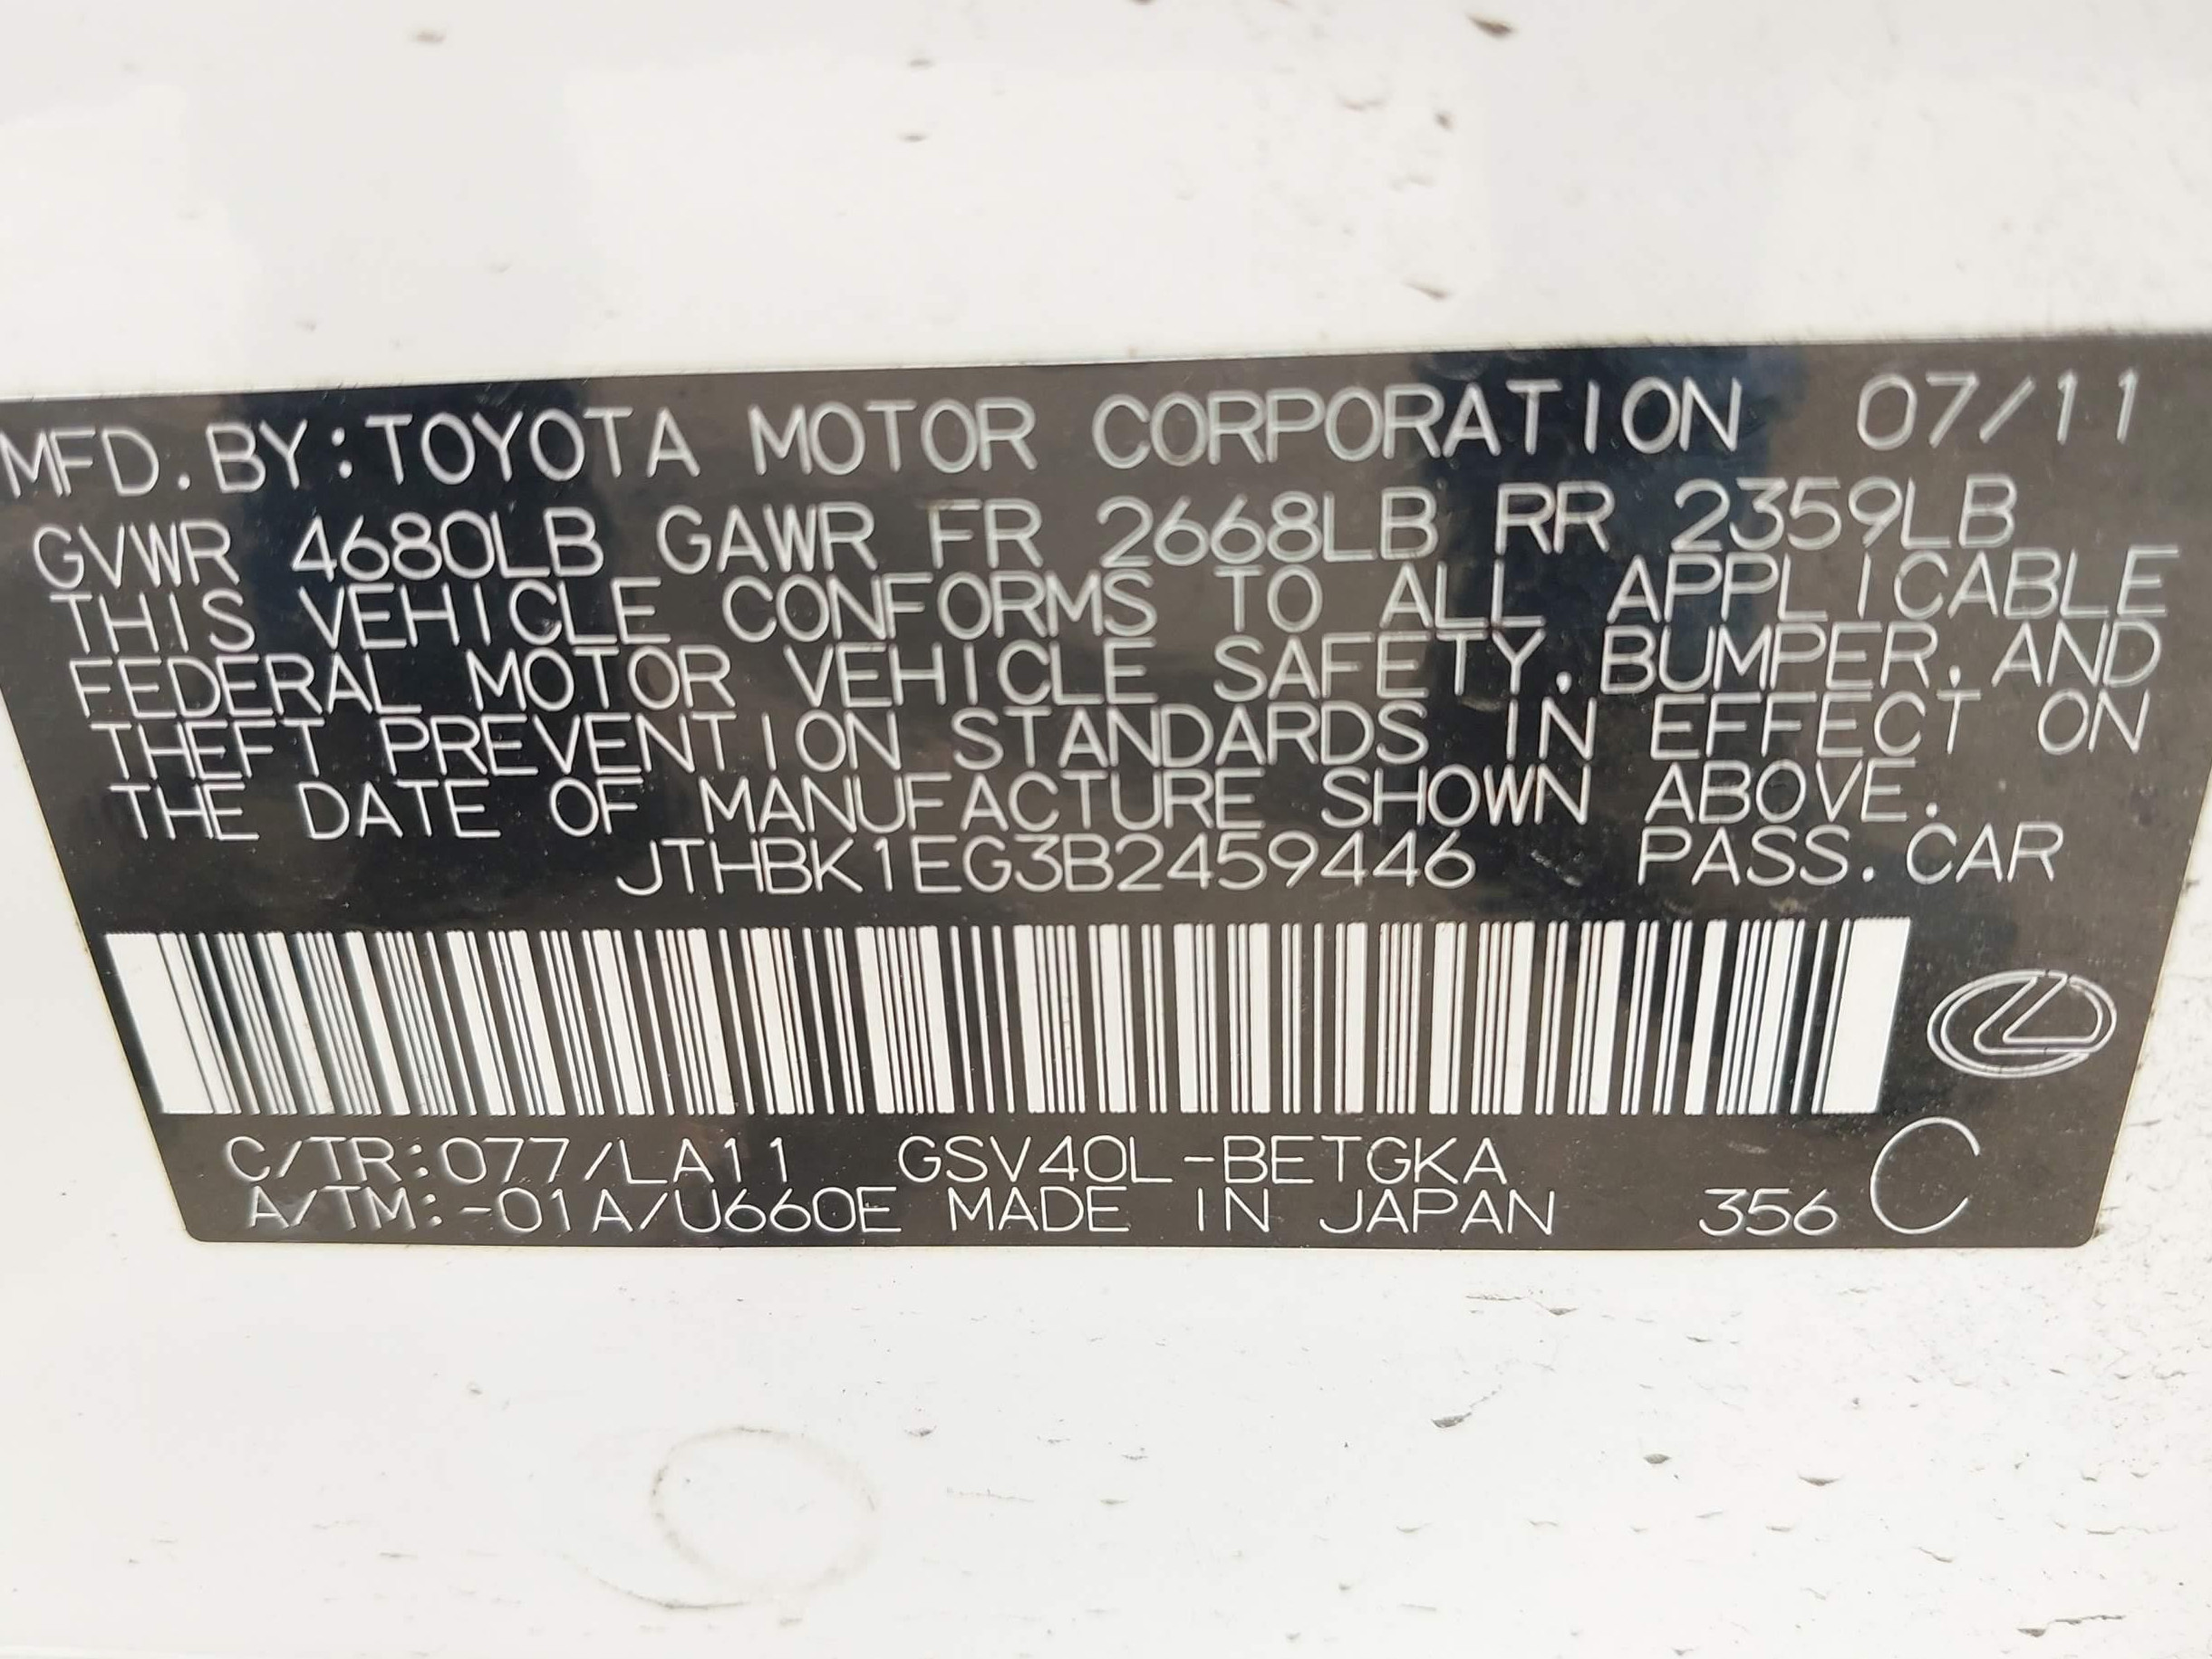 MFD.BY:TOYOTA MOTOR CORPORATION 07/11
GVWR 4680LB GAWR FR 2668LB RR 2359LB
THIS VEHICLE CONFORMS TO ALL APPLICABLE
FEDERAL MOTOR VEHICLE SAFETY,BUMPER,AND
THEFT PREVENTION STANDARDS IN EFFECT ON
THE DATE OF MANUFACTURE SHOWN ABOVE.
JTHBK1EG3B2459446 PASS.CAR
C/TR:077/LA11 GSV40L-BETGKA
A/TM:-01A/U660E MADE IN JAPAN 356 C